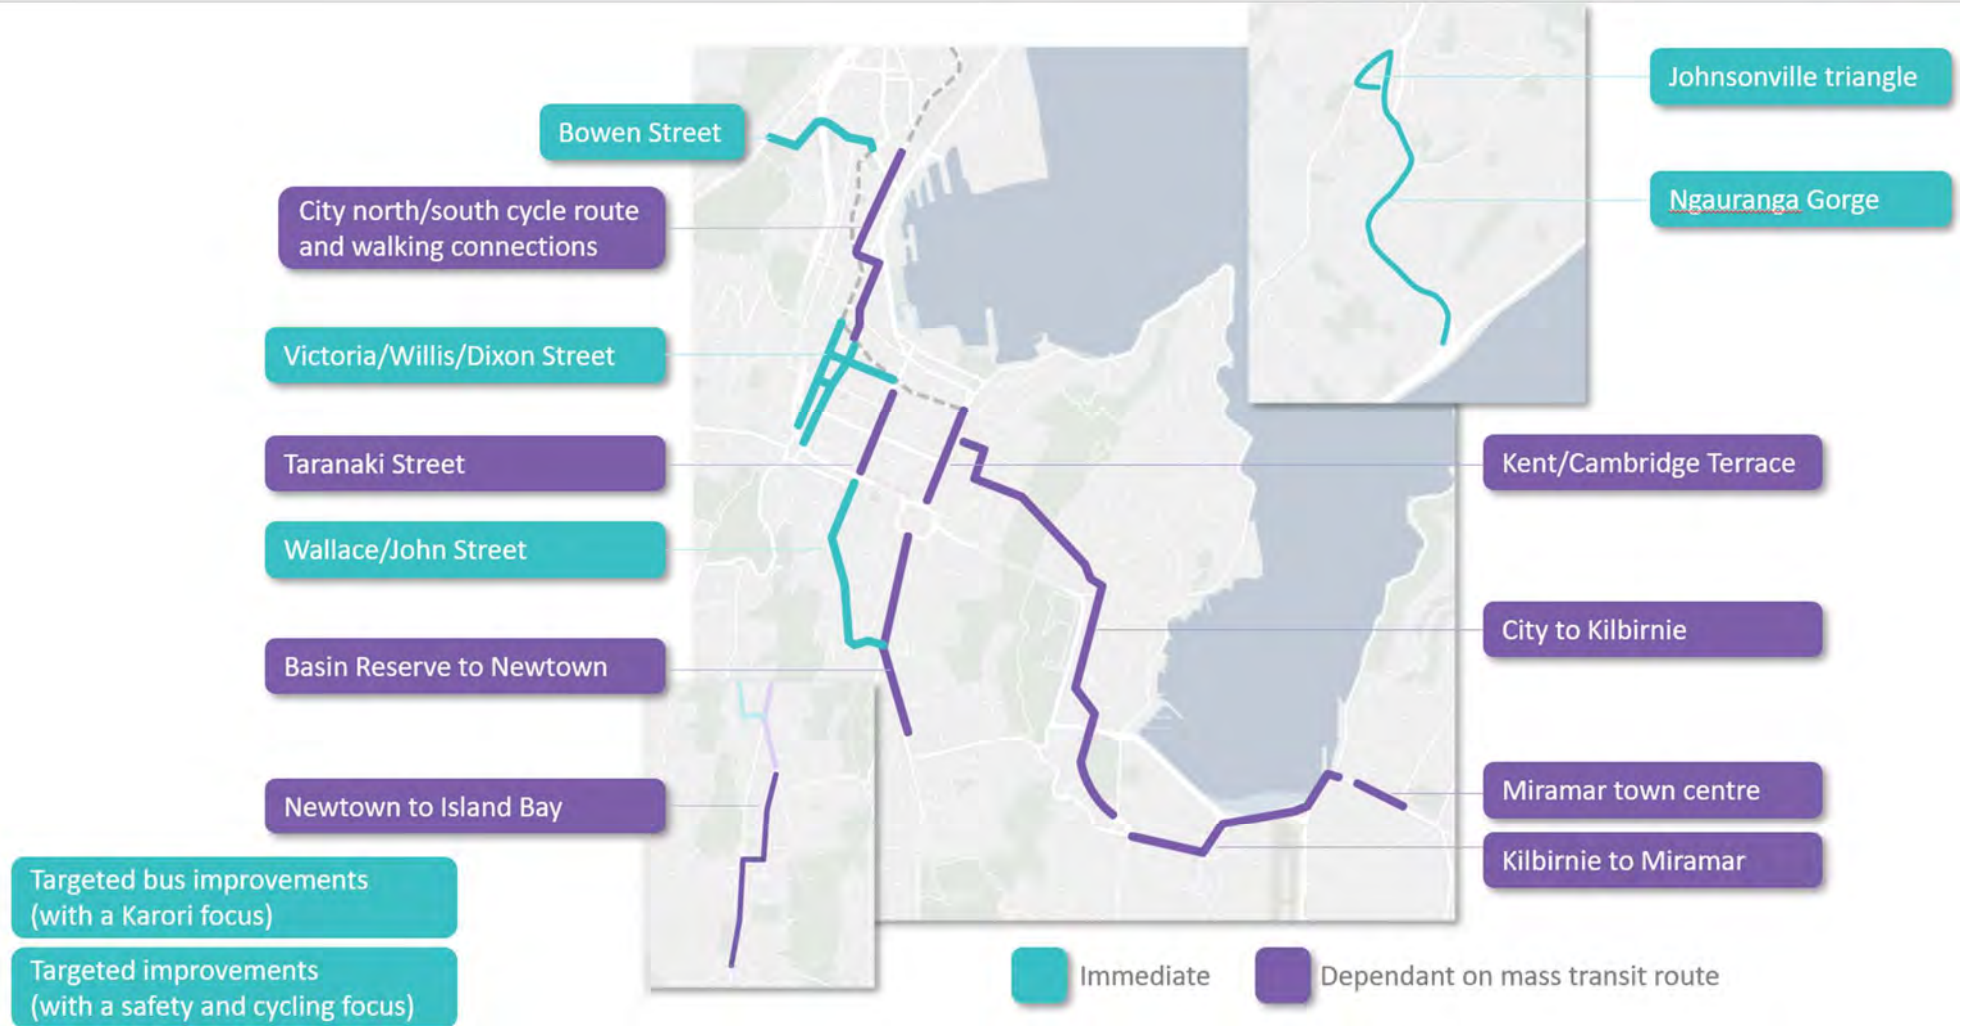 Johnsonville triangle
Bowen Street
Ngauranga Gorge
City north/south cycle route
and walking connections
Victoria/Willis/Dixon Street
Taranaki Street
Kent/Cambridge Terrace
Wallace/John Street
City to Kilbirnie
Basin Reserve to Newtown
Newtown to Island Bay
Miramar town centre
Kilbirnie to Miramar
Targeted bus improvements
(with a Karori focus)
Targeted improvements
(with a safety and cycling focus)
Immediate
Dependant on mass transit route